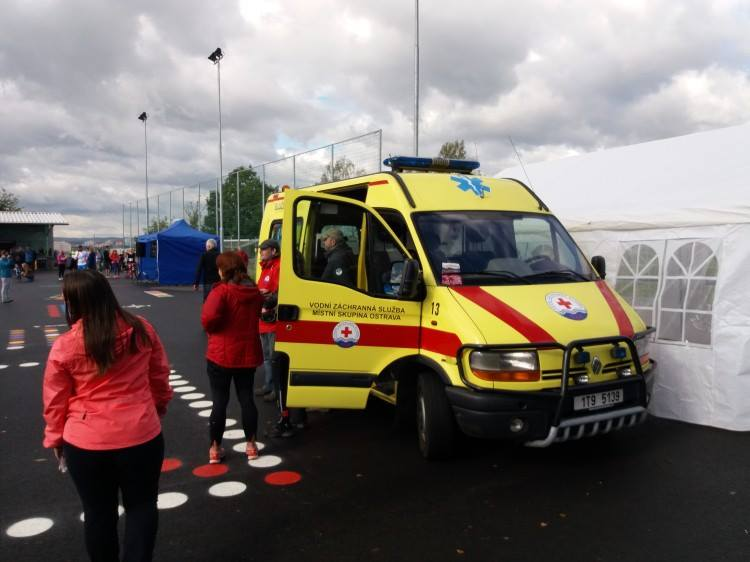 VODNÍ ZÁCHRANNÁ SLUŽBA
MÍSTNÍ SKUPINA OSTRAVA
13
1T9 5139